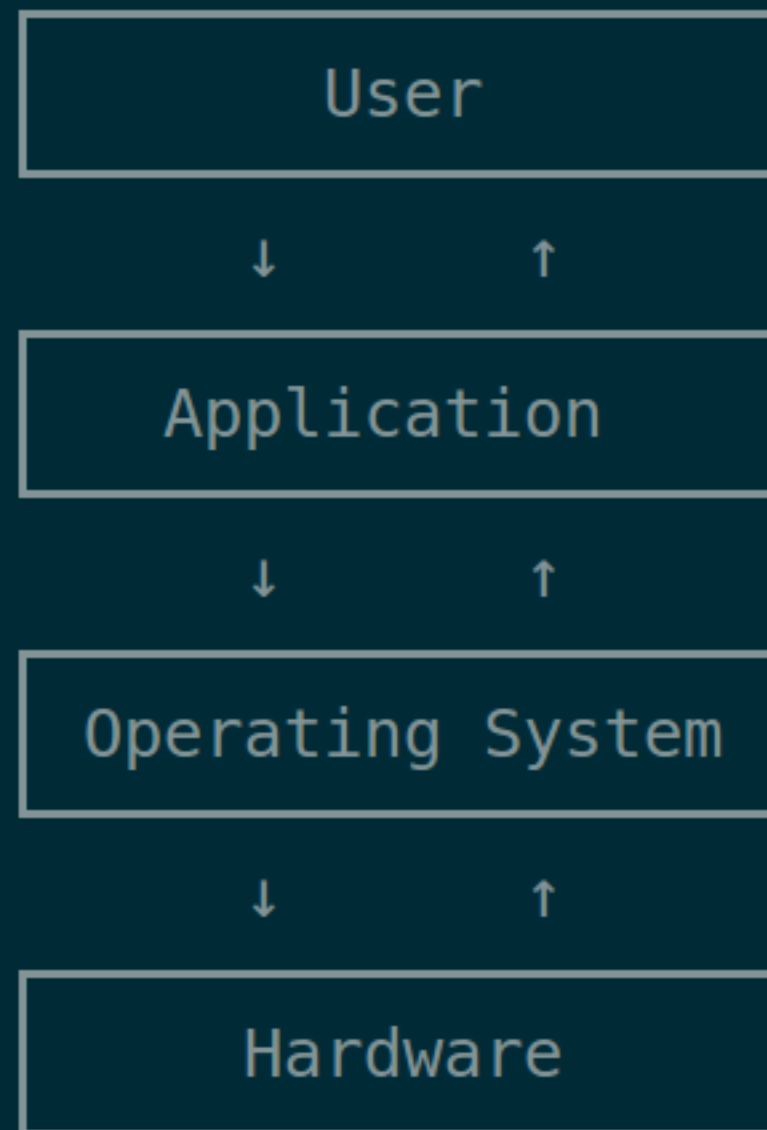 User
↓ ↑
Application
↓ ↑
Operating System
↓ ↑
Hardware